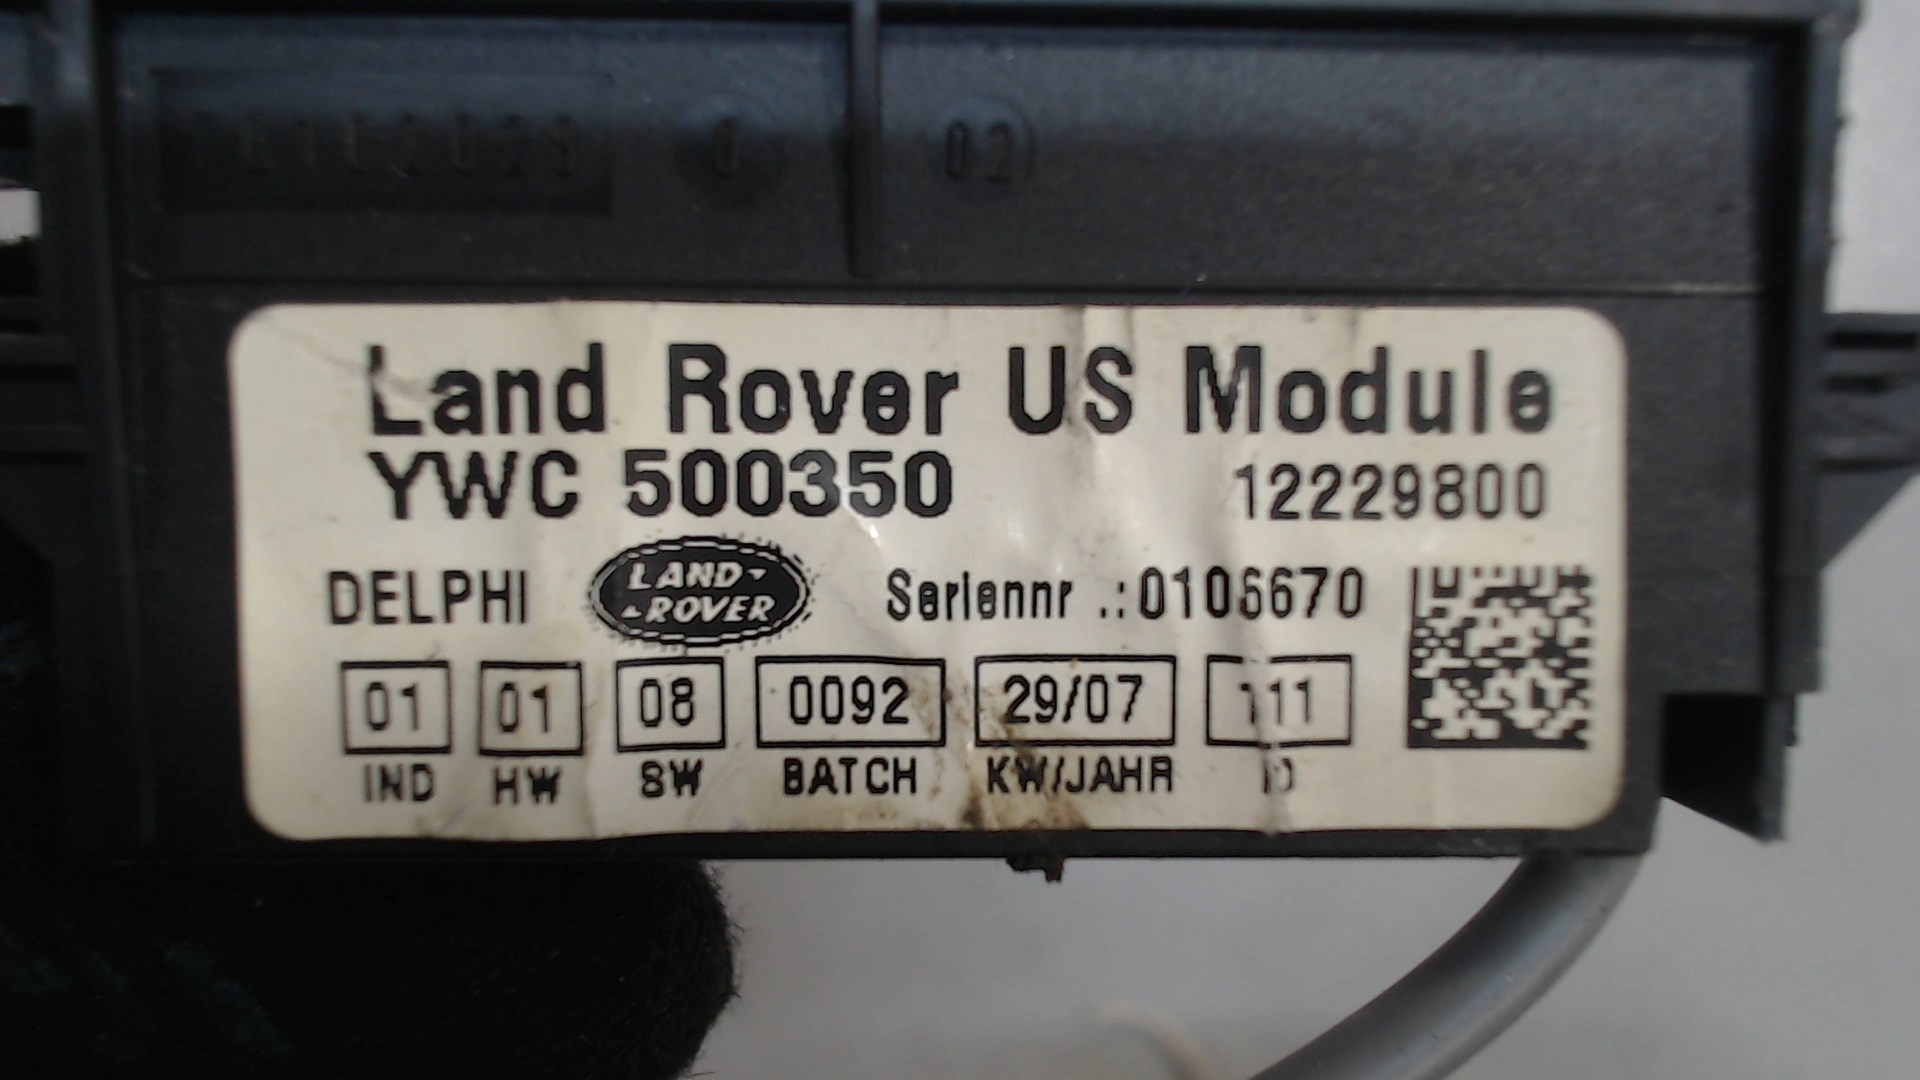 0 02
Land Rover US Module
YWC 500350 12229800
DELPHI LAND-ROVER Seriennr .:0106670
01 01 08 0092 29/07 111
IND HW SW BATCH KW/JAHR ID